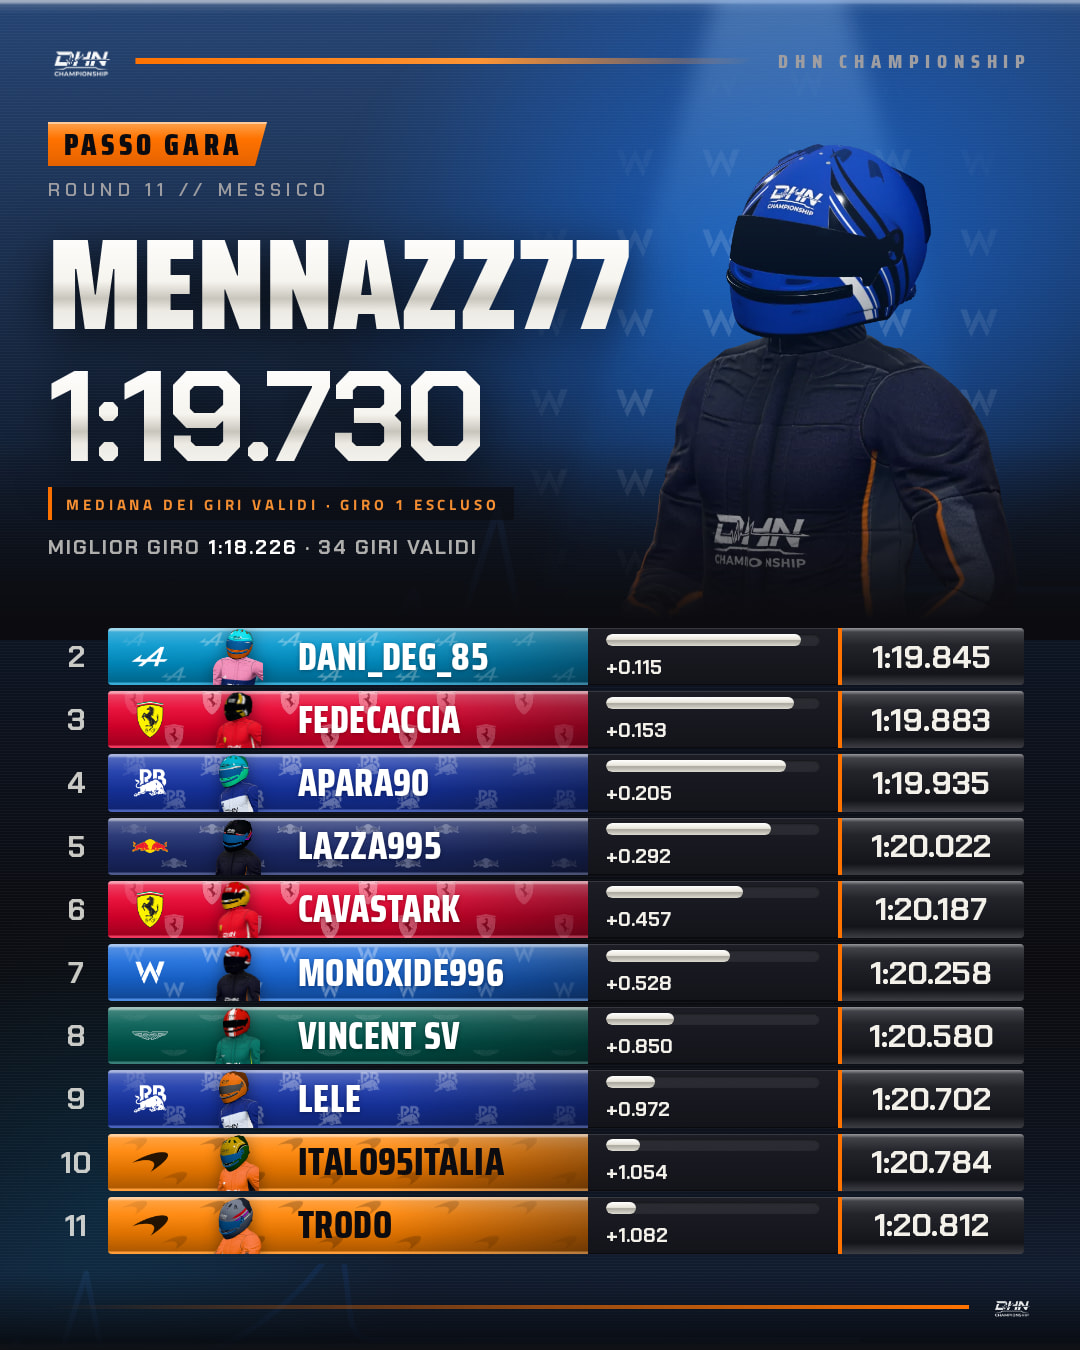 DHN
CHAMPIONSHIP
DHN CHAMPIONSHIP
PASSO GARA
ROUND 11 // MESSICO
MENNAZZ77
1:19.730
MEDIANA DEI GIRI VALIDI · GIRO 1 ESCLUSO
MIGLIOR GIRO 1:18.226 · 34 GIRI VALIDI
DHN
CHAMPIONSHIP
DHN
CHAMPIONSHIP
2 DANI_DEG_85 +0.115 1:19.845
3 FEDECACCIA +0.153 1:19.883
4 APARA90 +0.205 1:19.935
5 LAZZA995 +0.292 1:20.022
6 CAVASTARK +0.457 1:20.187
7 W MONOXIDE996 +0.528 1:20.258
8 VINCENT SV +0.850 1:20.580
9 LELE +0.972 1:20.702
10 ITALO95ITALIA +1.054 1:20.784
11 TRODO +1.082 1:20.812
DHN
CHAMPIONSHIP